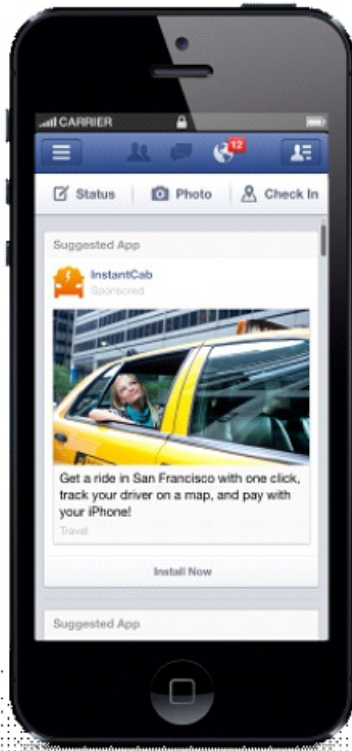 CARRIER
12
Status Photo Check In
Suggested App
InstantCab
Sponsored
Get a ride in San Francisco with one click,
track your driver on a map, and pay with
your iPhone!
Travel
Install Now
Suggested App